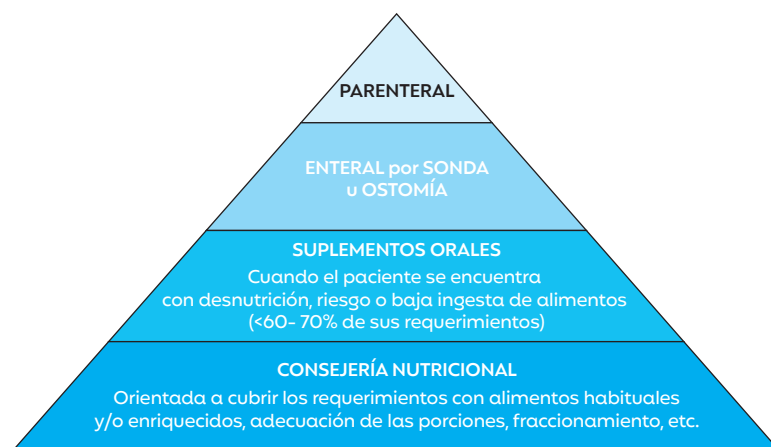 PARENTERAL
ENTERAL por SONDA
u OSTOMÍA
SUPLEMENTOS ORALES
Cuando el paciente se encuentra
con desnutrición, riesgo o baja ingesta de alimentos
(<60- 70% de sus requerimientos)
CONSEJERÍA NUTRICIONAL
Orientada a cubrir los requerimientos con alimentos habituales
y/o enriquecidos, adecuación de las porciones, fraccionamiento, etc.